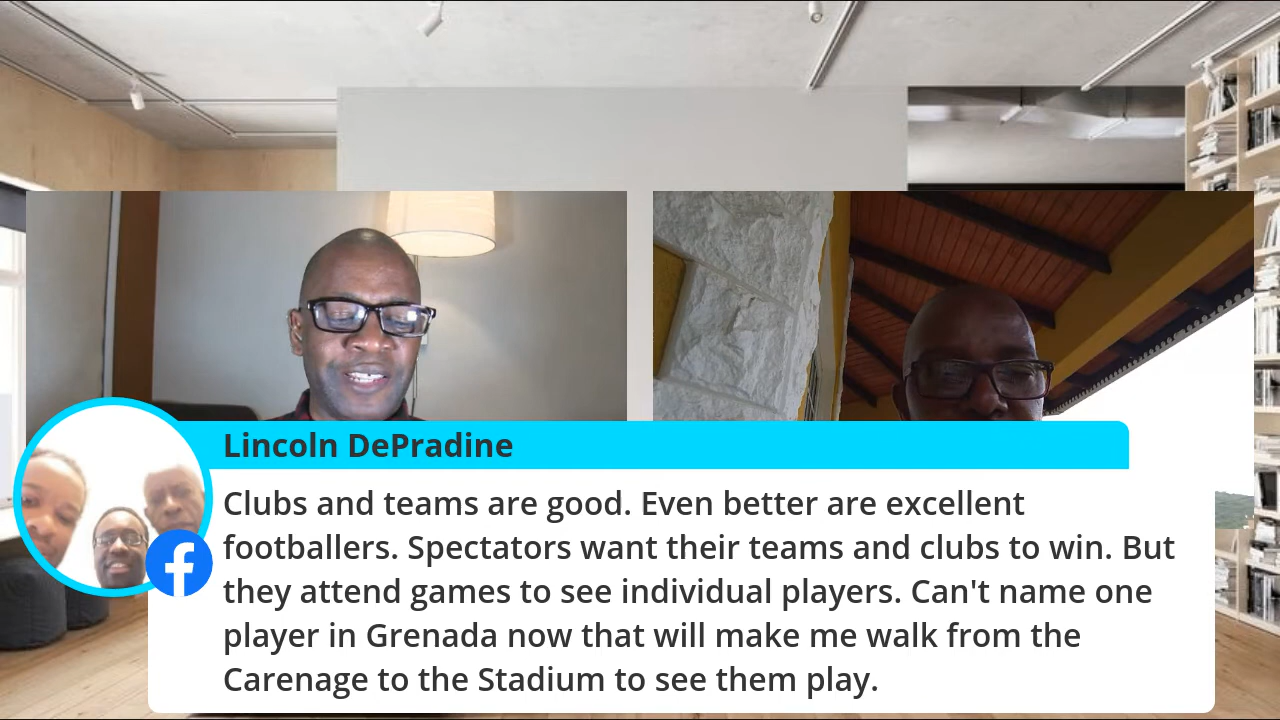 Lincoln DePradine
Clubs and teams are good. Even better are excellent
footballers. Spectators want their teams and clubs to win. But
they attend games to see individual players. Can't name one
player in Grenada now that will make me walk from the
Carenage to the Stadium to see them play.